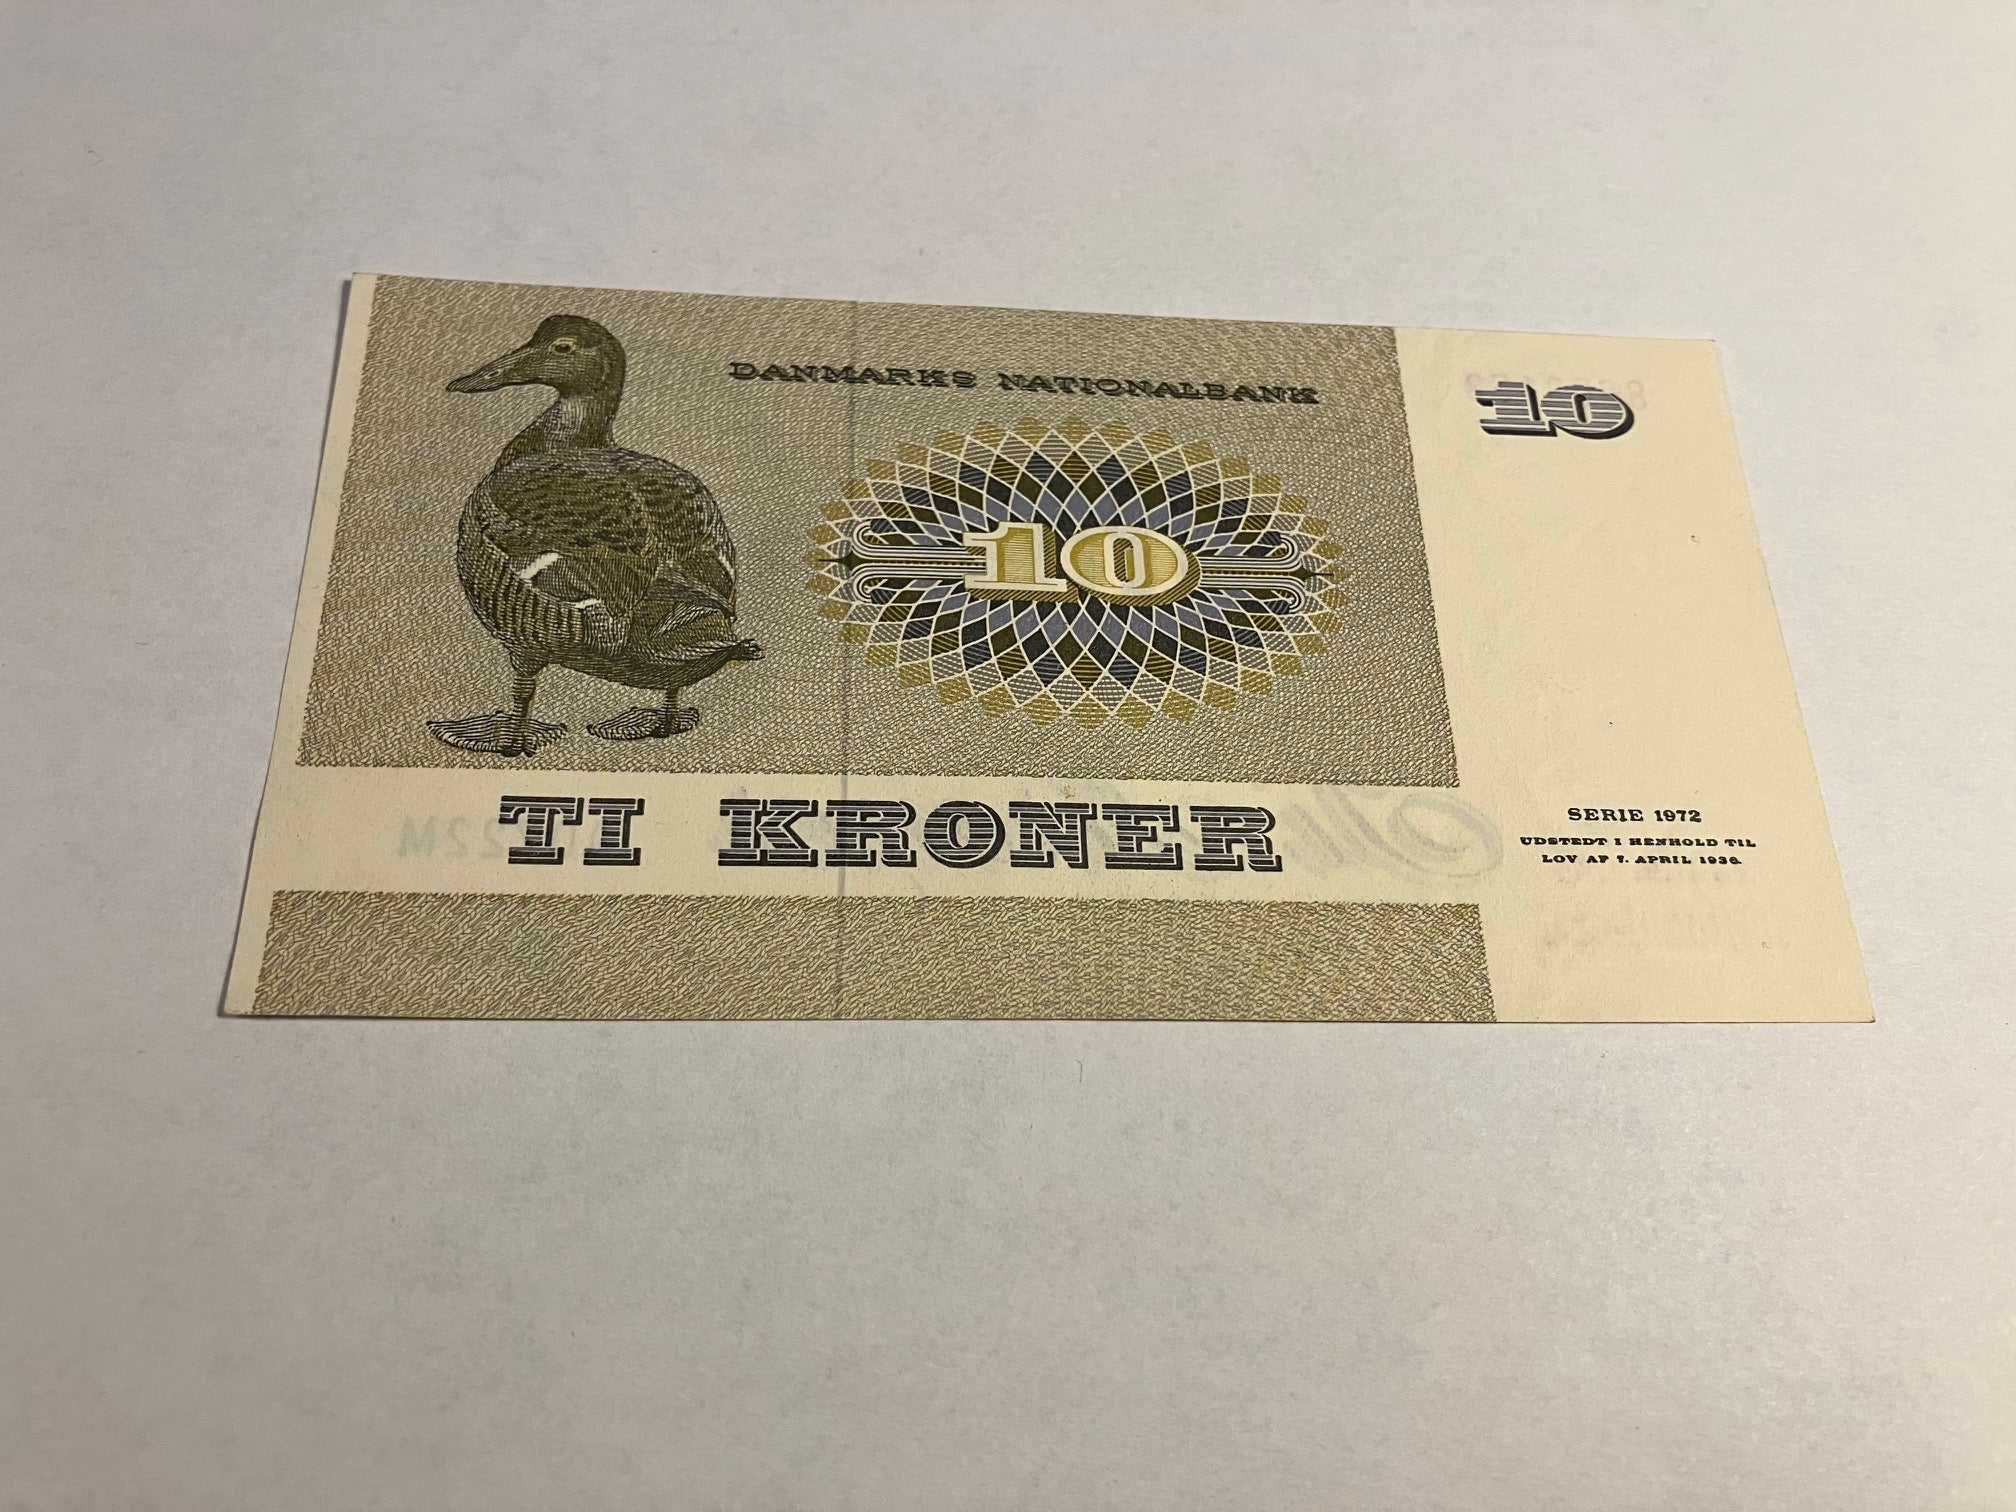 DANMARKS NATIONALBANK
10
10
TI KRONER
SERIE 1972
UDSTEDT I HENHOLD TIL
LOV AF 7. APRIL 1936.